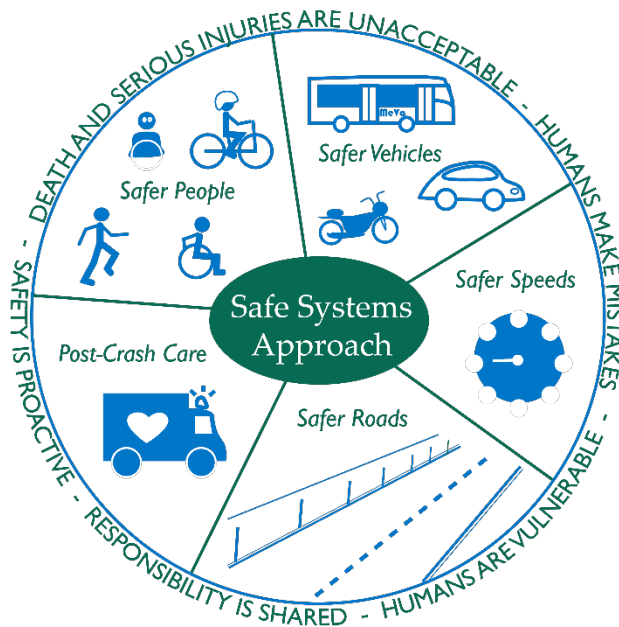 DEATH AND SERIOUS INJURIES ARE UNACCEPTABLE - HUMANS MAKE MISTAKES - HUMANS ARE VULNERABLE - RESPONSIBILITY IS SHARED - SAFETY IS PROACTIVE -
MeVa
Safer Vehicles
Safer People
Safer Speeds
Safe Systems
Approach
Post-Crash Care
Safer Roads